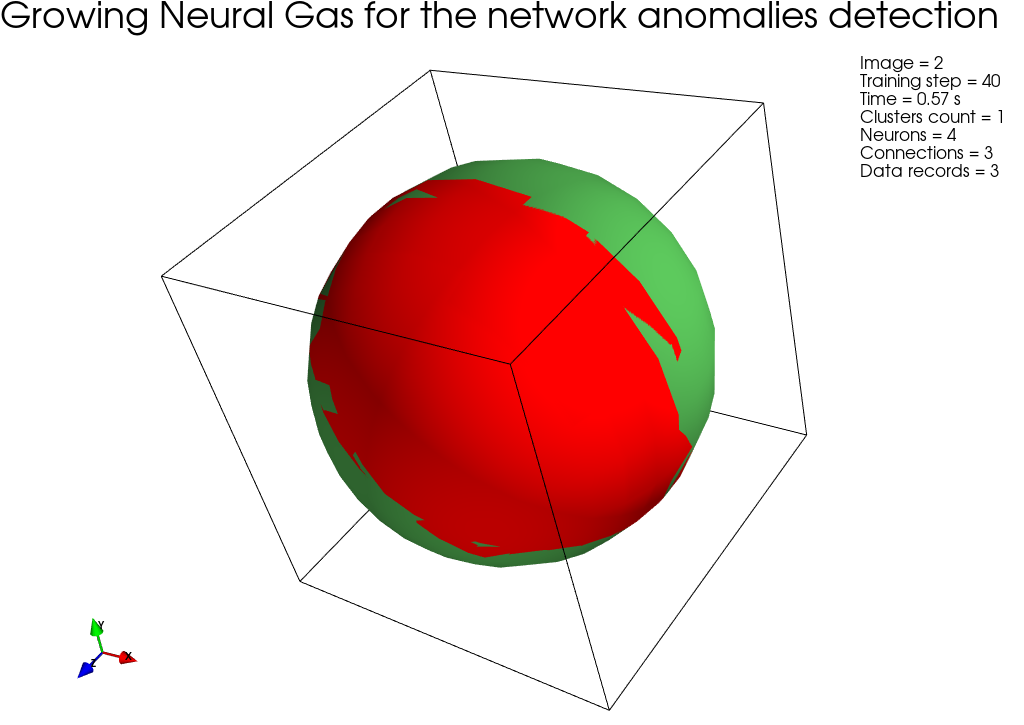 Growing Neural Gas for the network anomalies detection
Image = 2
Training step = 40
Time = 0.57 s
Clusters count = 1
Neurons = 4
Connections = 3
Data records = 3
Y
X
Z